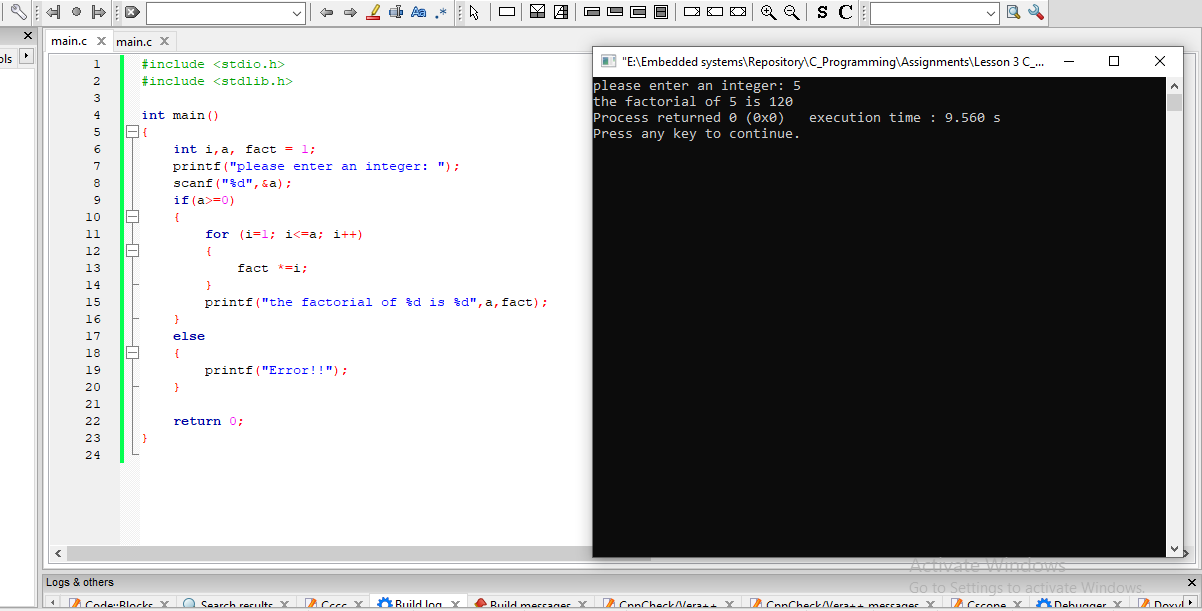 S C
main.c
main.c
ols
1 #include <stdio.h>
2 #include <stdlib.h>
3
4 int main()
5 {
6 int i,a, fact = 1;
7 printf("please enter an integer: ");
8 scanf("%d",&a);
9 if(a>=0)
10 {
11 for (i=1; i<=a; i++)
12 {
13 fact *=i;
14 }
15 printf("the factorial of %d is %d",a,fact);
16 }
17 else
18 {
19 printf("Error!!");
20 }
21
22 return 0;
23 }
24
"E:\Embedded systems\Repository\C_Programming\Assignments\Lesson 3 C_...
please enter an integer: 5
the factorial of 5 is 120
Process returned 0 (0x0)   execution time : 9.560 s
Press any key to continue.
Activate Windows
Go to Settings to activate Windows.
Logs & others
Code::Blocks
Search results
Cccc
Build log
Build messages
CppCheck/Vera++
CppCheck/Vera++ messages
Cscope
Debugger